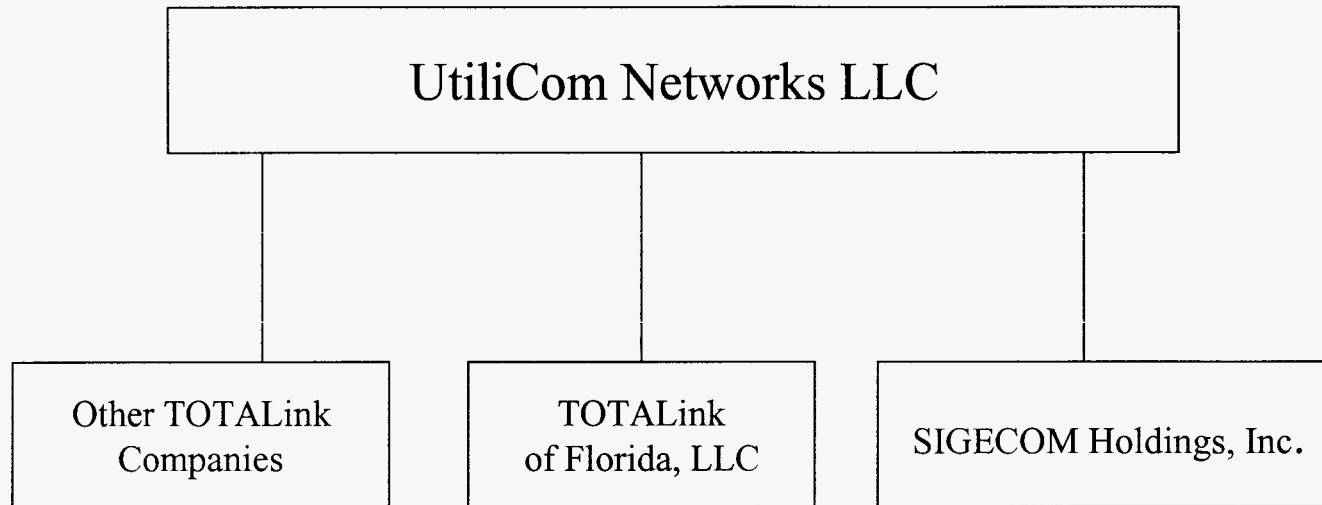 UtiliCom Networks LLC
Other TOTALink
Companies
TOTALink
of Florida, LLC
SIGECOM Holdings, Inc.